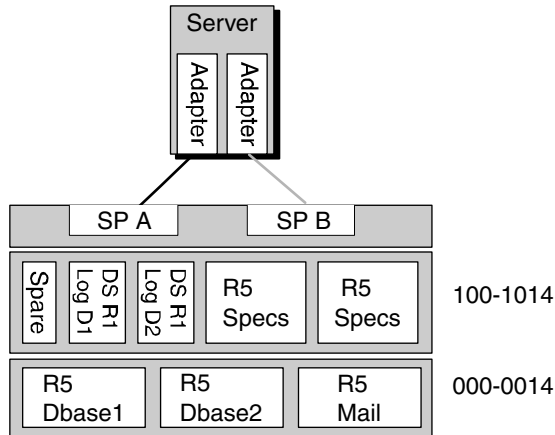 Server
Adapter
Adapter
SP A
SP B
Spare
DS R1
Log D1
DS R1
Log D2
R5
Specs
R5
Specs
100-1014
R5
Dbase1
R5
Dbase2
R5
Mail
000-0014